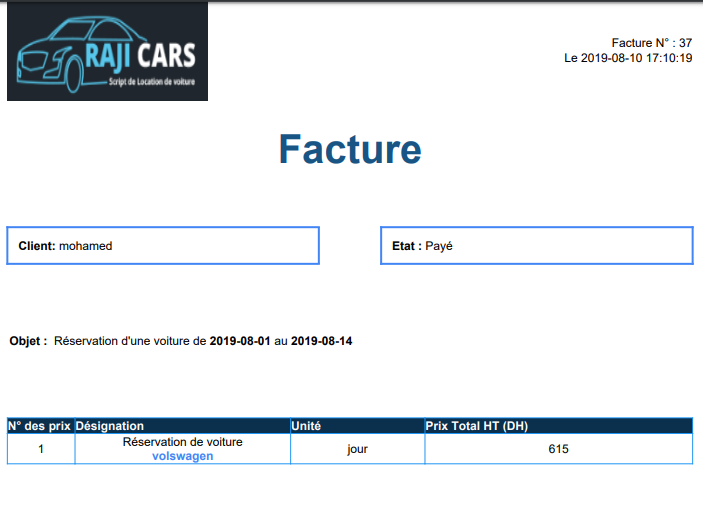 RAJI CARS
Script de Location de voiture
Facture N° : 37
Le 2019-08-10 17:10:19
Facture
Client: mohamed
Etat : Payé
Objet : Réservation d'une voiture de 2019-08-01 au 2019-08-14
N° des prix Désignation Unité Prix Total HT (DH)
1 Réservation de voiture jour 615
volswagen